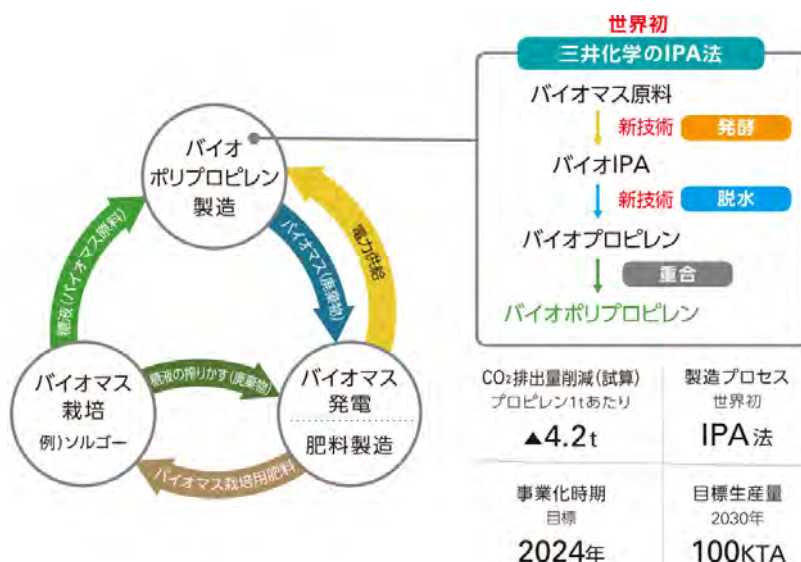 世界初
三井化学のIPA法
バイオマス原料
新技術 発酵
バイオIPA
新技術 脱水
バイオプロピレン
重合
バイオポリプロピレン
バイオ
ポリプロピレン
製造
糖液(バイオマス原料)
バイオマス(廃棄物)
電力供給
バイオマス
栽培
例)ソルゴー
糖液の搾りかす(廃棄物)
バイオマス
発電
肥料製造
バイオマス栽培用肥料
CO₂排出量削減(試算)
プロピレン1tあたり
▲4.2t
製造プロセス
世界初
IPA法
事業化時期
目標
2024年
目標生産量
2030年
100KTA